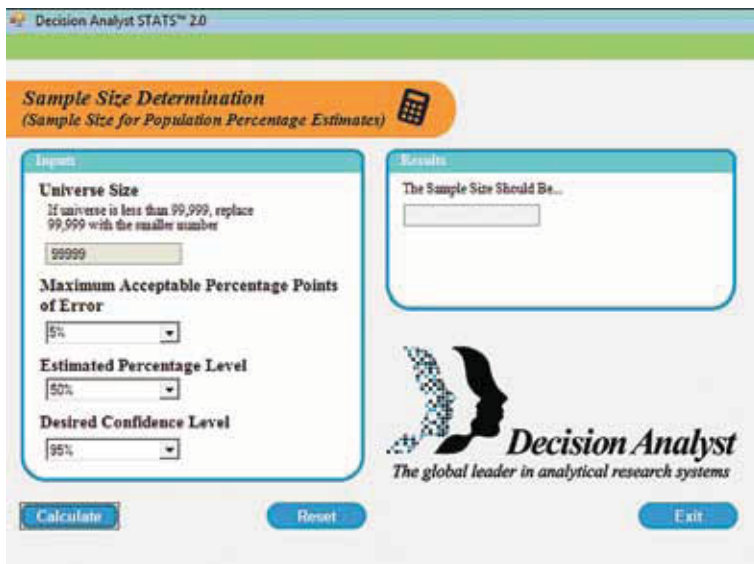 Decision Analyst STATS™ 2.0
Sample Size Determination
(Sample Size for Population Percentage Estimates)
Inputs
Universe Size
If universe is less than 99,999, replace
99,999 with the smaller number
99999
Maximum Acceptable Percentage Points
of Error
5%
Estimated Percentage Level
50%
Desired Confidence Level
95%
Results
The Sample Size Should Be...
Decision Analyst
The global leader in analytical research systems
Calculate
Reset
Exit